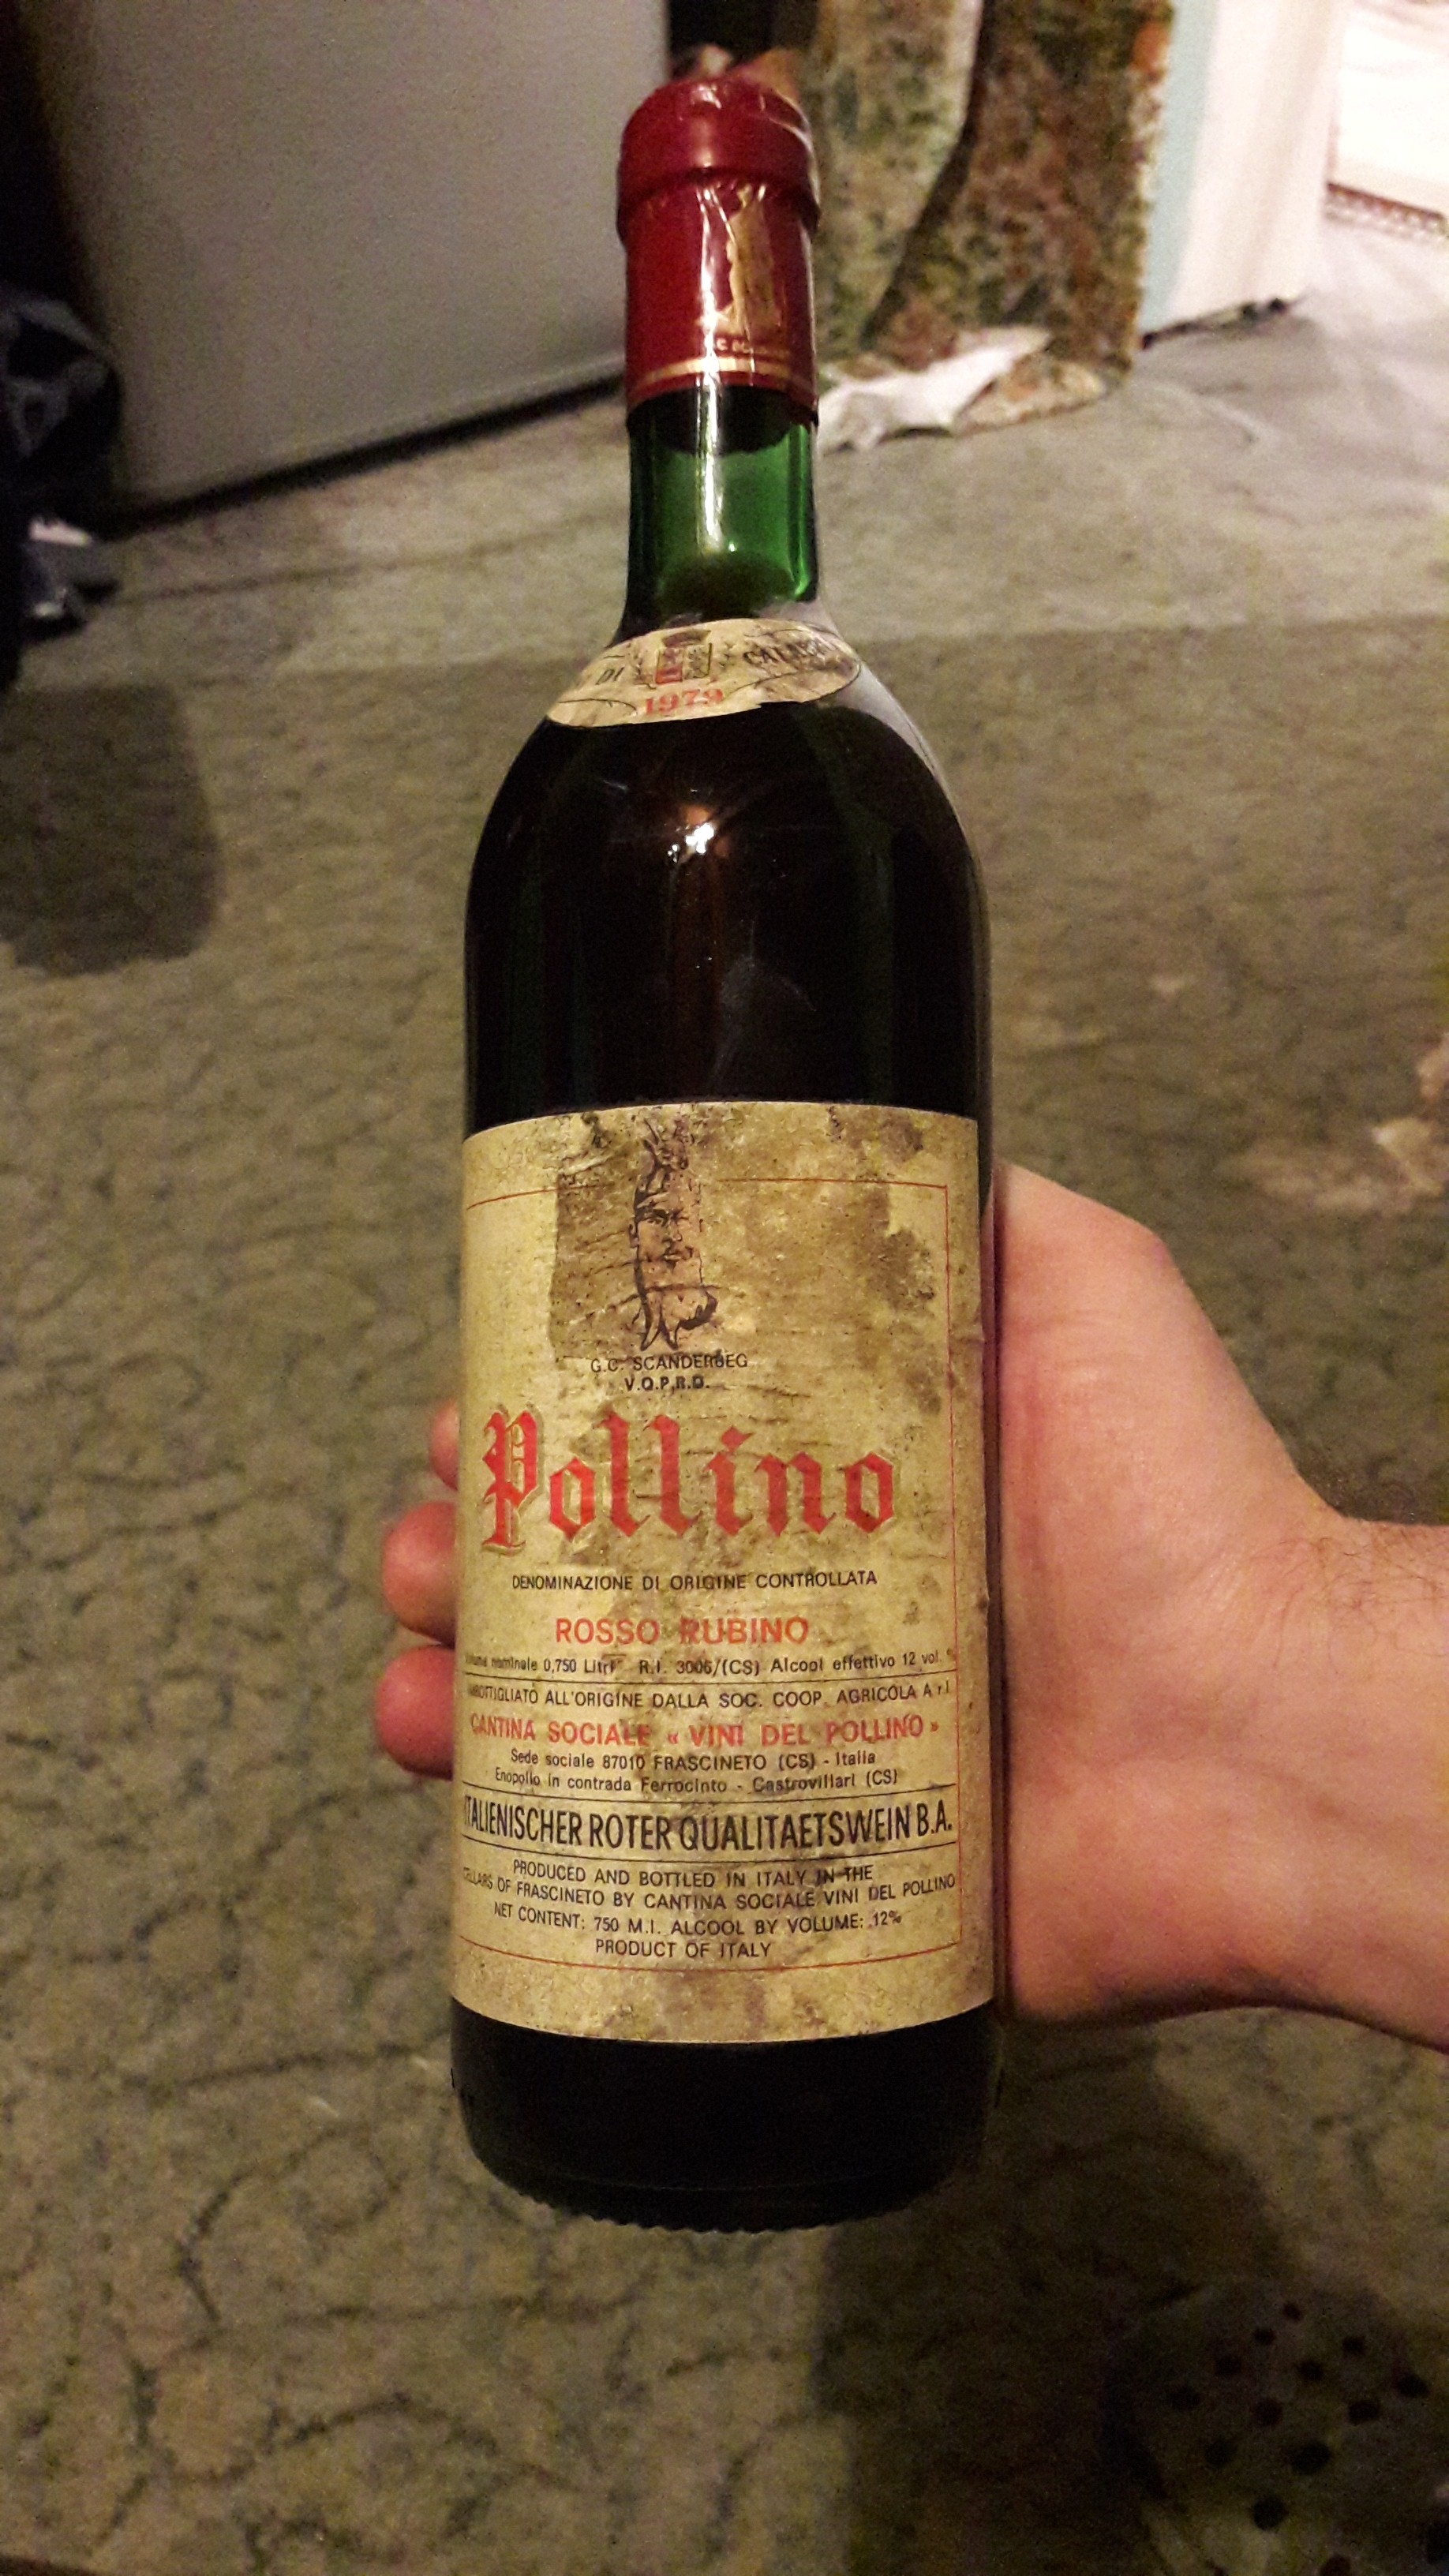 DI
1979
G.C. SCANDERBEG
V.Q.P.R.D.
Pollino
DENOMINAZIONE DI ORIGINE CONTROLLATA
ROSSO RUBINO
nominale 0,750 Litri R.I. 3006/(CS) Alcool effettivo 12 vol. %
ALL'ORIGINE DALLA SOC. COOP. AGRICOLA A r l
CANTINA SOCIALE « VINI DEL POLLINO »
Sede sociale 87010 FRASCINETO (CS) - Italia
Enopolio in contrada Ferrocinto - Castrovillari (CS)
ITALIENISCHER ROTER QUALITAETSWEIN B.A.
PRODUCED AND BOTTLED IN ITALY IN THE
CELLARS OF FRASCINETO BY CANTINA SOCIALE VINI DEL POLLINO
NET CONTENT: 750 M.I. ALCOOL BY VOLUME: 12%
PRODUCT OF ITALY